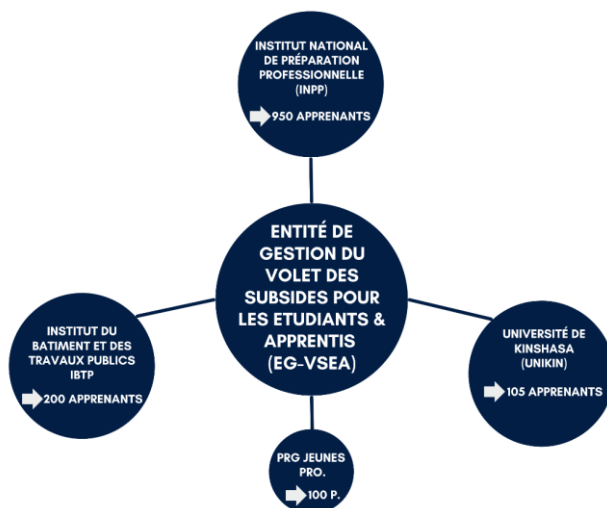 INSTITUT NATIONAL
DE PRÉPARATION
PROFESSIONNELLE
(INPP)
950 APPRENANTS
ENTITÉ DE
GESTION DU
VOLET DES
SUBSIDES POUR
LES ETUDIANTS &
APPRENTIS
(EG-VSEA)
INSTITUT DU
BATIMENT ET DES
TRAVAUX PUBLICS
IBTP
200 APPRENANTS
UNIVERSITÉ DE
KINSHASA
(UNIKIN)
105 APPRENANTS
PRG JEUNES
PRO.
100 P.